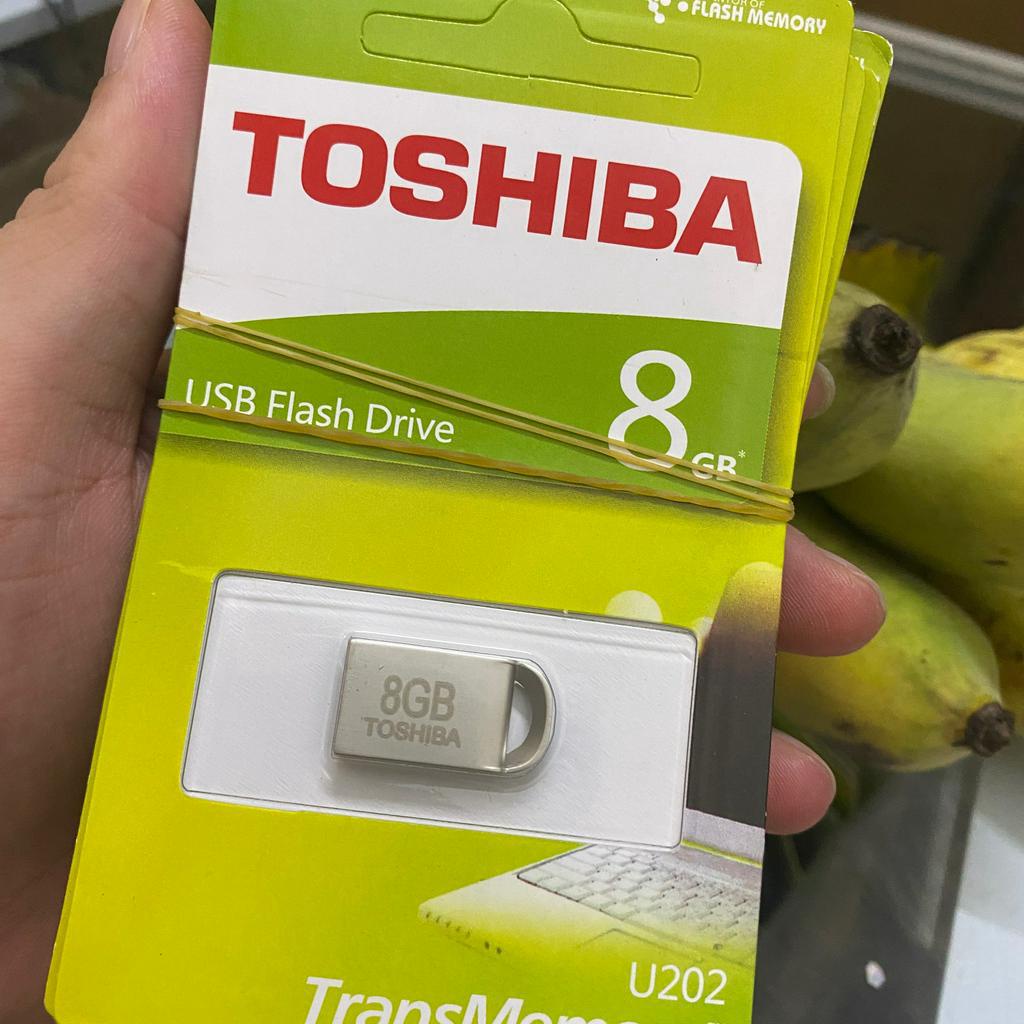 FLASH MEMORY
TOSHIBA
USB Flash Drive
8GB*
8GB
TOSHIBA
U202